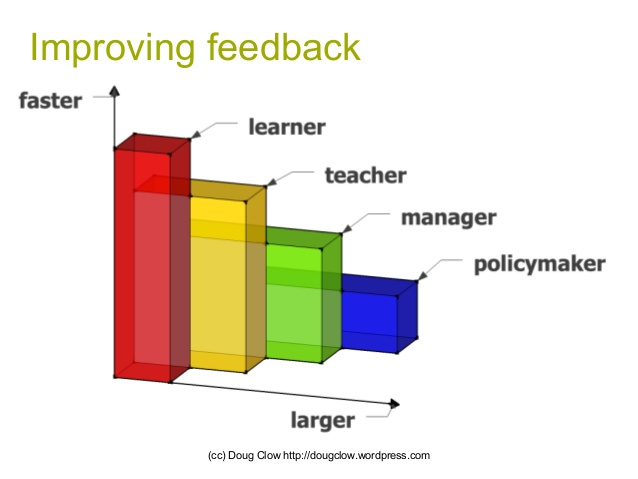 Improving feedback
faster
learner
teacher
manager
policymaker
larger
(cc) Doug Clow http://dougclow.wordpress.com